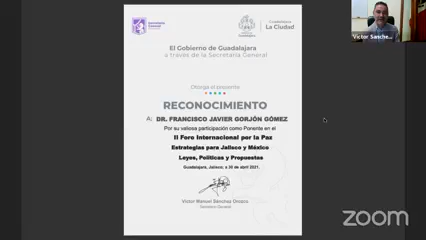 Secretaría
General
Guadalajara
La Ciudad
El Gobierno de Guadalajara
a través de la Secretaría General
Otorga el presente
RECONOCIMIENTO
A: DR. FRANCISCO JAVIER GORJÓN GÓMEZ
Por su valiosa participación como Ponente en el
II Foro Internacional por la Paz
Estrategias para Jalisco y México
Leyes, Políticas y Propuestas
Guadalajara, Jalisco; a 30 de abril 2021.
Víctor Manuel Sánchez Orozco
Secretario General
Victor Sanche...
zoom